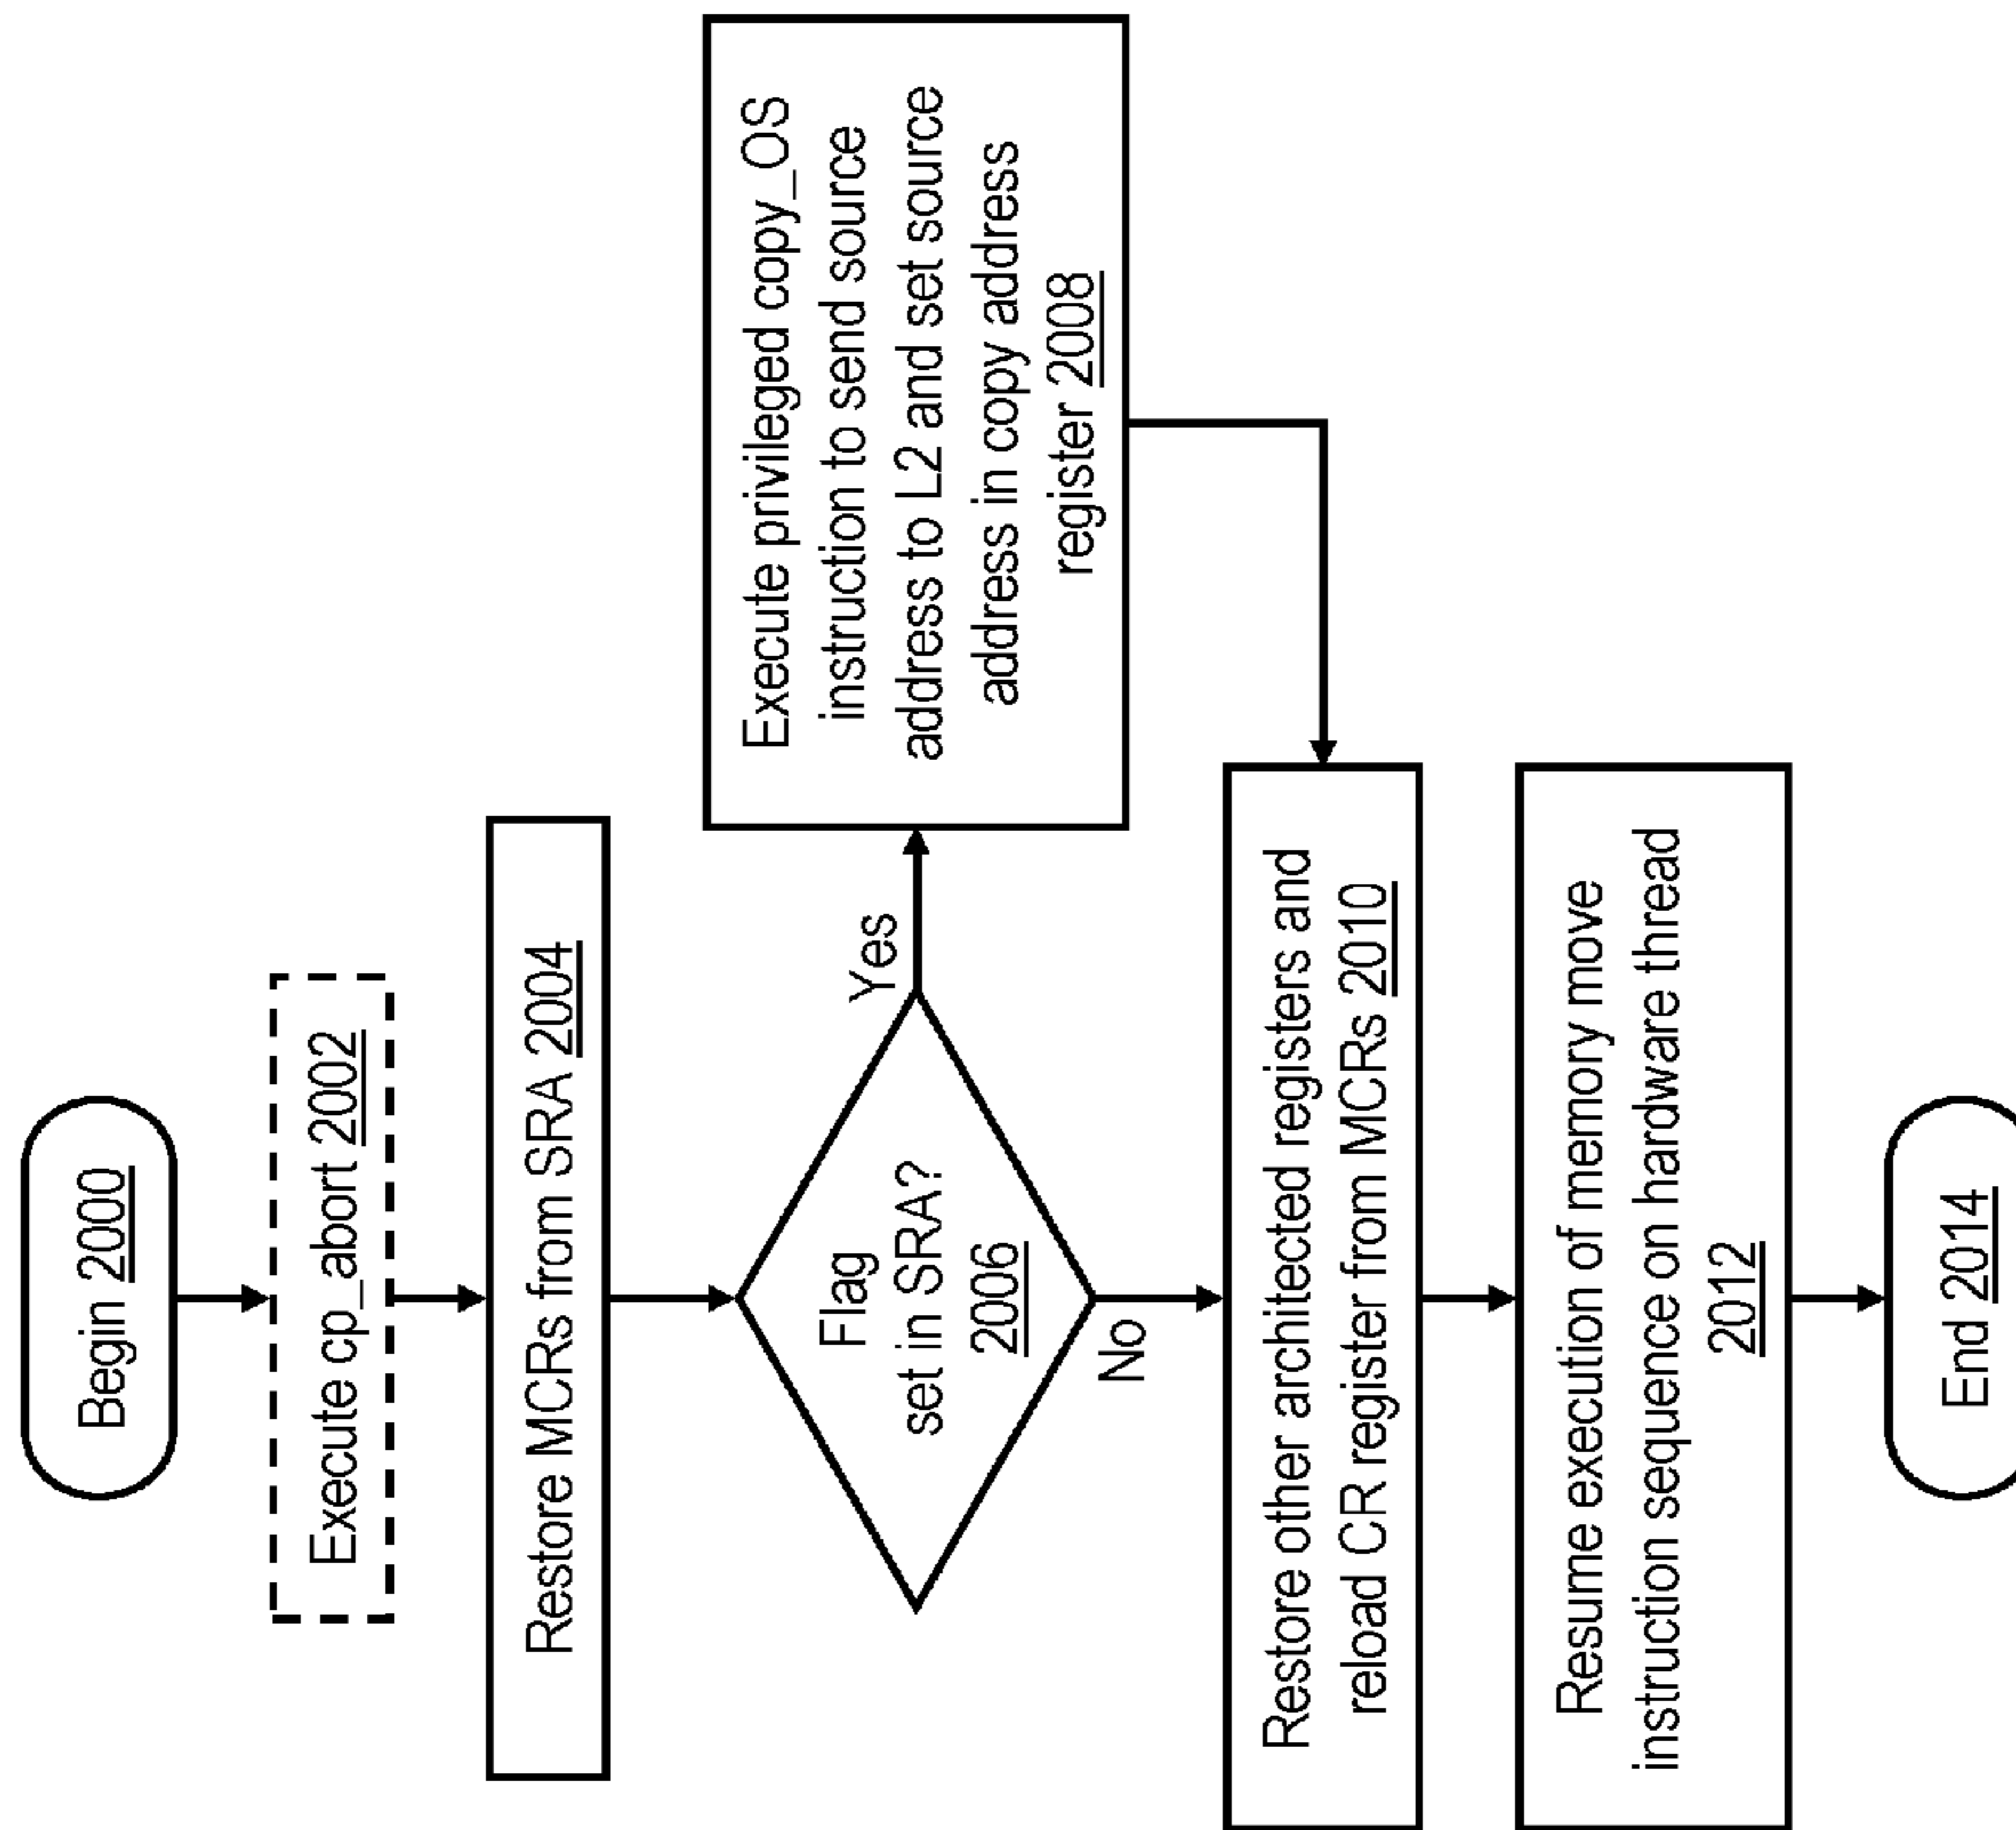 Begin 2000
Execute cp_abort 2002
Restore MCRs from SRA 2004
Flag
set in SRA?
2006
Yes
No
Execute privileged copy_OS
instruction to send source
address to L2 and set source
address in copy address
register 2008
Restore other architected registers and
reload CR register from MCRs 2010
Resume execution of memory move
instruction sequence on hardware thread
2012
End 2014